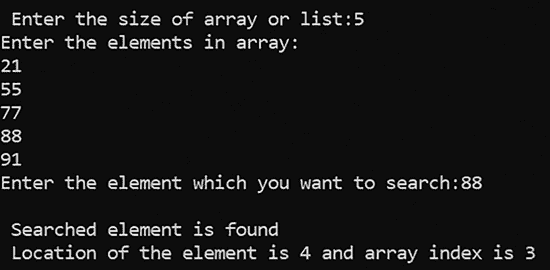 Enter the size of array or list:5
Enter the elements in array:
21
55
77
88
91
Enter the element which you want to search:88
Searched element is found
Location of the element is 4 and array index is 3